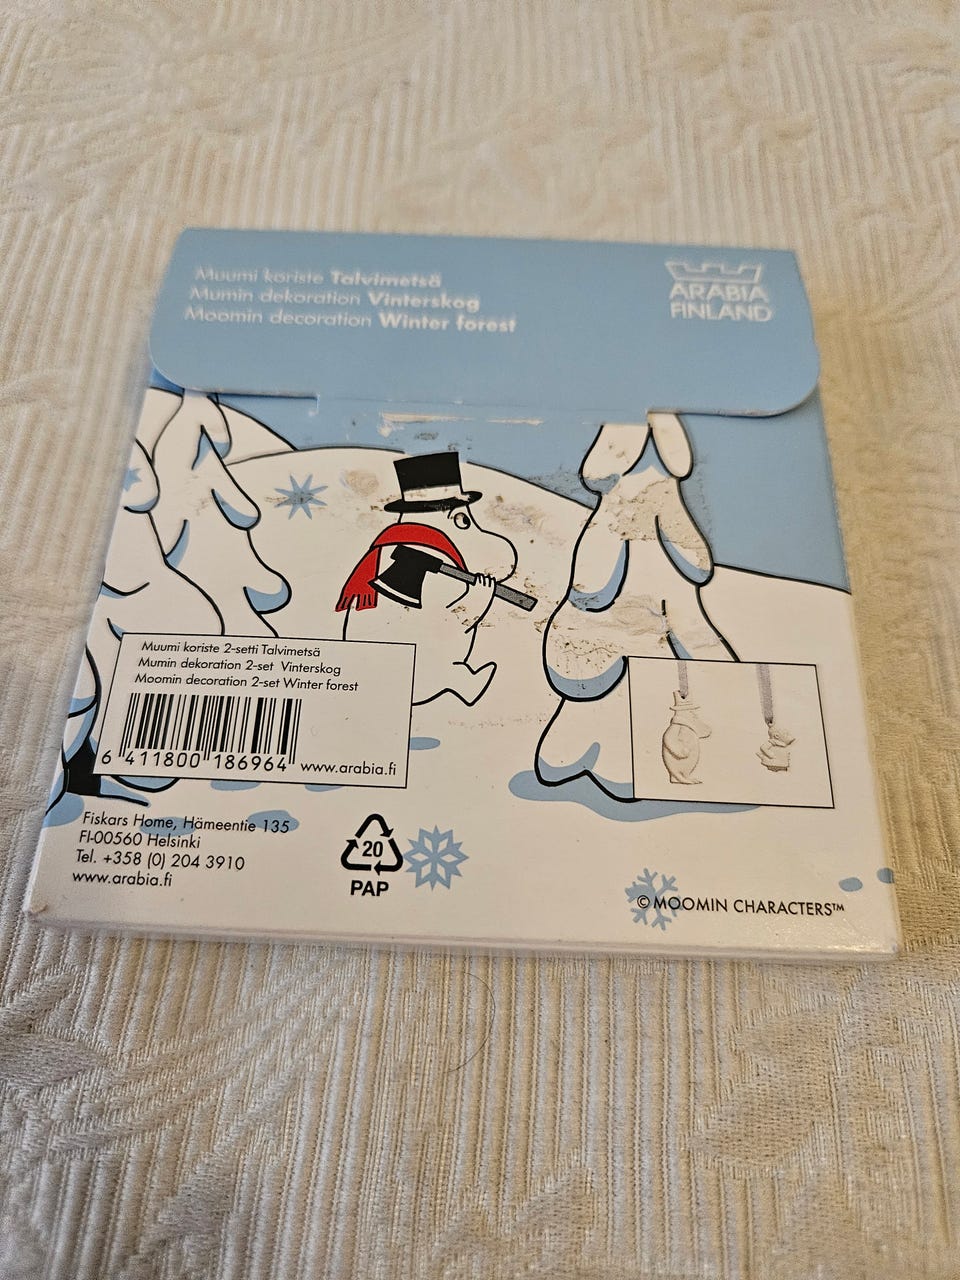 Muumi koriste Talvimetsä
Mumin dekoration Vinterskog
Moomin decoration Winter forest
ARABIA
FINLAND
Muumi koriste 2-setti Talvimetsä
Mumin dekoration 2-set Vinterskog
Moomin decoration 2-set Winter forest
6 411800 186964
www.arabia.fi
Fiskars Home, Hämeentie 135
FI-00560 Helsinki
Tel. +358 (0) 204 3910
www.arabia.fi
20
PAP
© MOOMIN CHARACTERS™